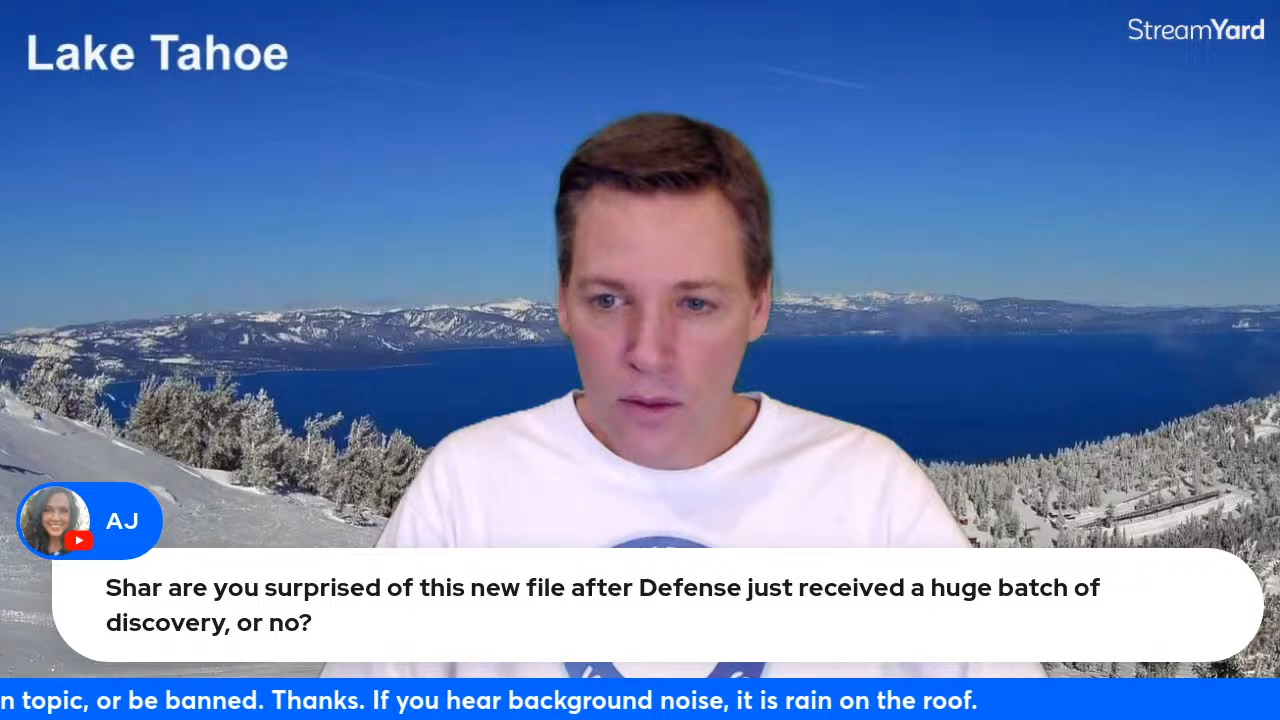 Lake Tahoe
StreamYard
AJ
Shar are you surprised of this new file after Defense just received a huge batch of
discovery, or no?
n topic, or be banned. Thanks. If you hear background noise, it is rain on the roof.